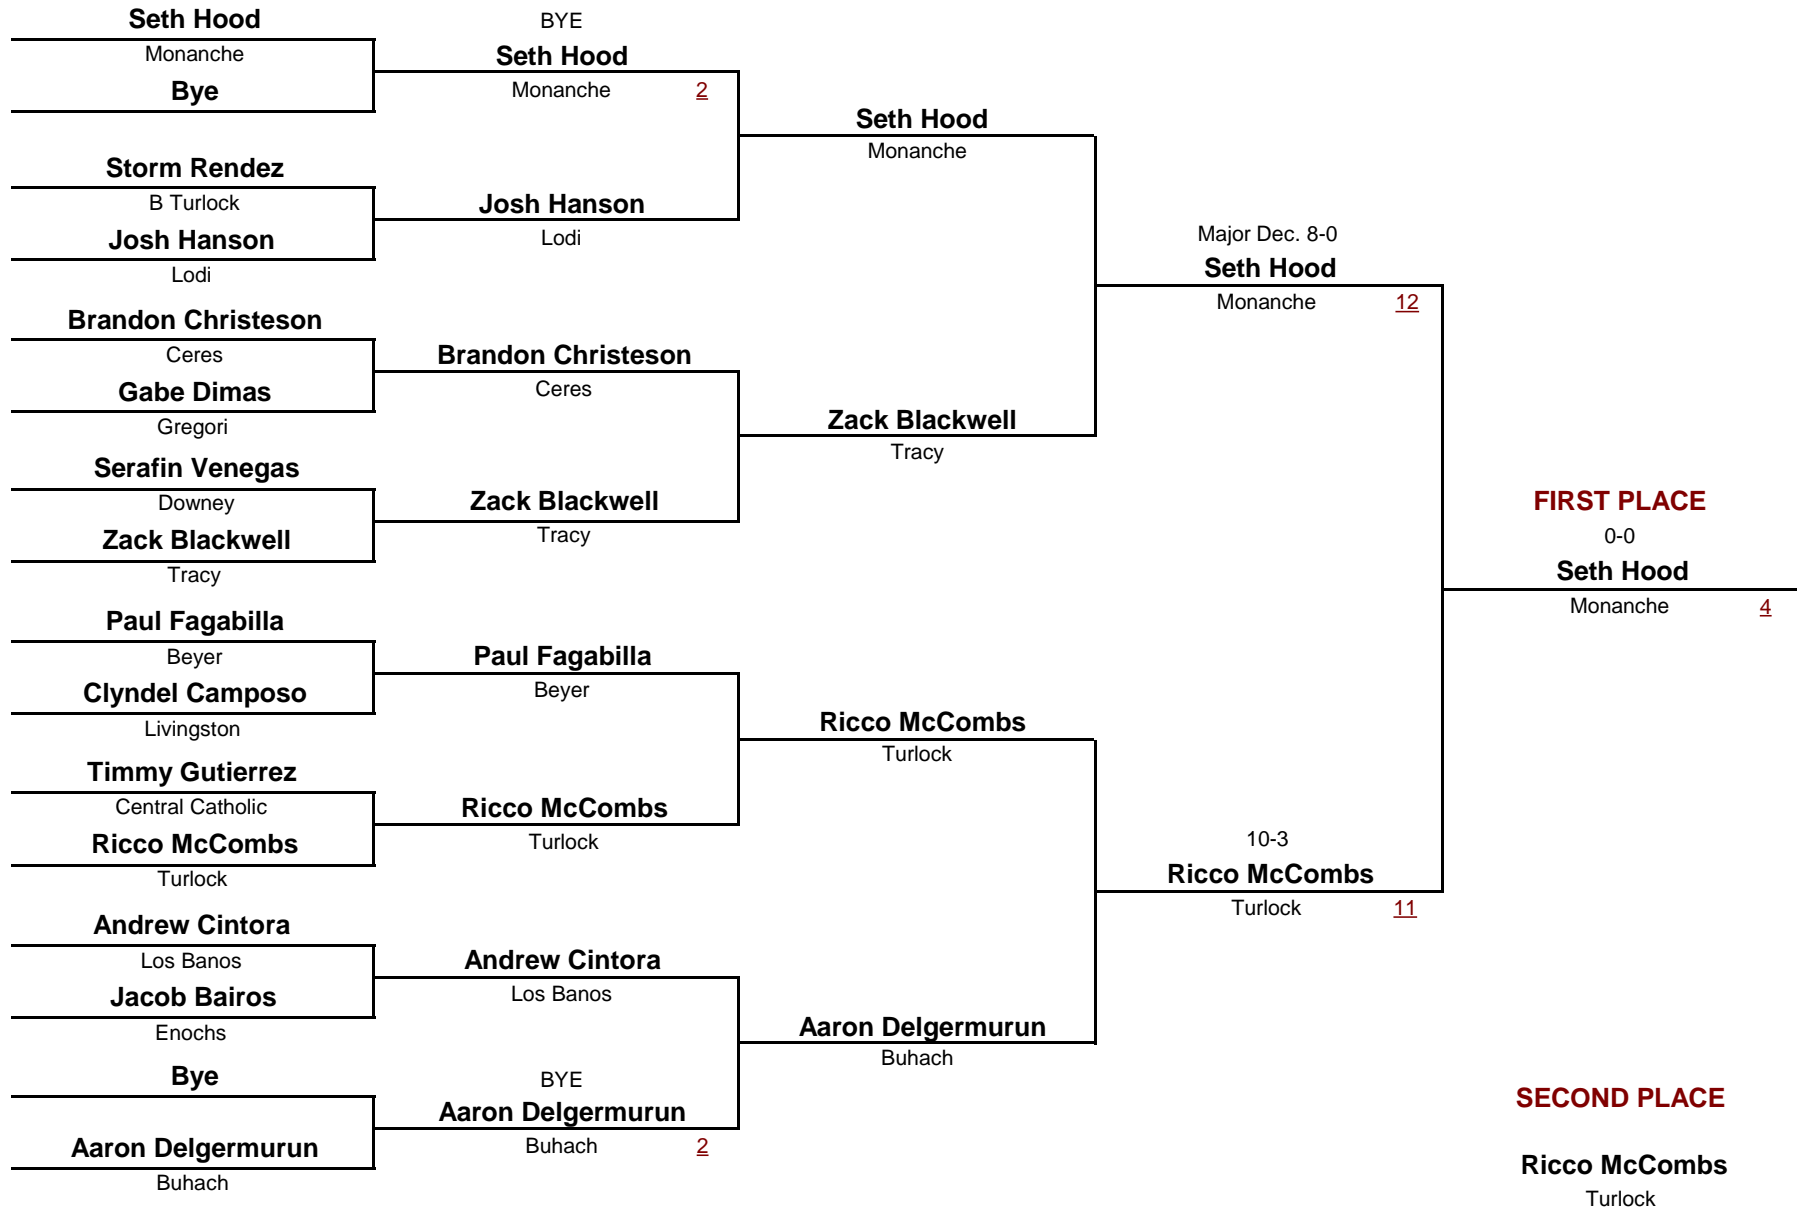 Seth Hood
Monanche
Bye
Storm Rendez
B Turlock
Josh Hanson
Lodi
Brandon Christeson
Ceres
Gabe Dimas
Gregori
Serafin Venegas
Downey
Zack Blackwell
Tracy
Paul Fagabilla
Beyer
Clyndel Camposo
Livingston
Timmy Gutierrez
Central Catholic
Ricco McCombs
Turlock
Andrew Cintora
Los Banos
Jacob Bairos
Enochs
Bye
Aaron Delgermurun
Buhach
BYE
Seth Hood
Monanche 2
Josh Hanson
Lodi
Brandon Christeson
Ceres
Zack Blackwell
Tracy
Paul Fagabilla
Beyer
Ricco McCombs
Turlock
Andrew Cintora
Los Banos
BYE
Aaron Delgermurun
Buhach 2
Seth Hood
Monanche
Zack Blackwell
Tracy
Ricco McCombs
Turlock
Aaron Delgermurun
Buhach
Major Dec. 8-0
Seth Hood
Monanche 12
10-3
Ricco McCombs
Turlock 11
FIRST PLACE
0-0
Seth Hood
Monanche 4
SECOND PLACE
Ricco McCombs
Turlock